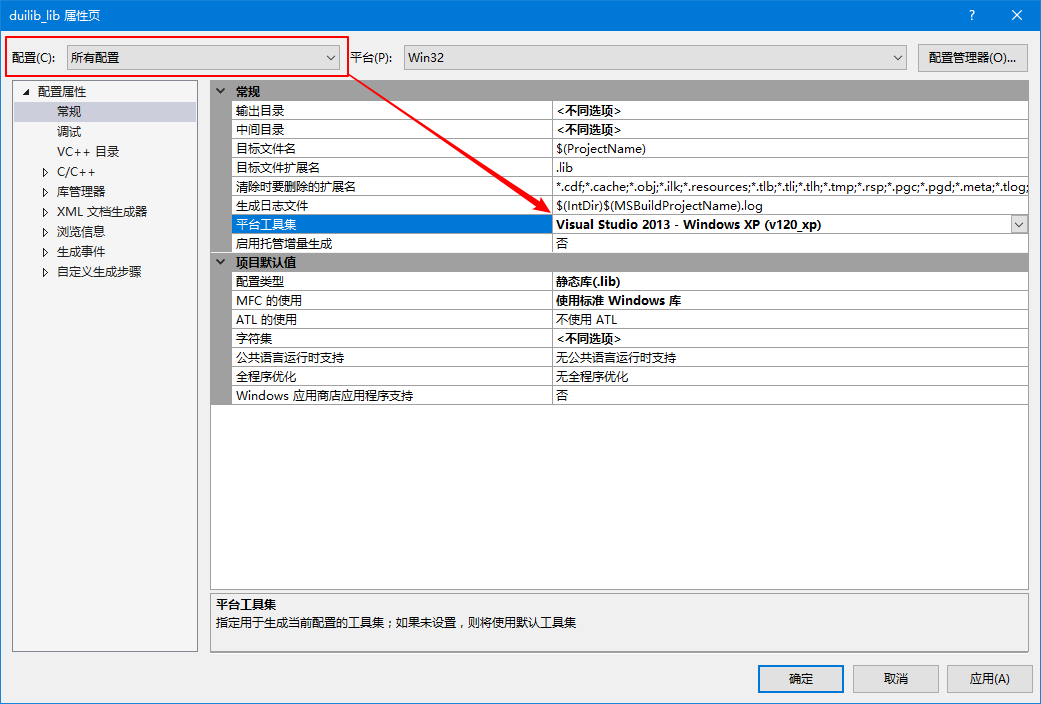 duilib_lib 属性页
?
配置(C): 所有配置 平台(P): Win32 配置管理器(O)...
配置属性
常规
调试
VC++ 目录
C/C++
库管理器
XML 文档生成器
浏览信息
生成事件
自定义生成步骤
常规
输出目录 <不同选项>
中间目录 <不同选项>
目标文件名 $(ProjectName)
目标文件扩展名 .lib
清除时要删除的扩展名 *.cdf;*.cache;*.obj;*.ilk;*.resources;*.tlb;*.tli;*.tlh;*.tmp;*.rsp;*.pgc;*.pgd;*.meta;*.tlog;
生成日志文件 $(IntDir)$(MSBuildProjectName).log
平台工具集 Visual Studio 2013 - Windows XP (v120_xp)
启用托管增量生成 否
项目默认值
配置类型 静态库(.lib)
MFC 的使用 使用标准 Windows 库
ATL 的使用 不使用 ATL
字符集 <不同选项>
公共语言运行时支持 无公共语言运行时支持
全程序优化 无全程序优化
Windows 应用商店应用程序支持 否
平台工具集
指定用于生成当前配置的工具集；如果未设置，则将使用默认工具集
确定 取消 应用(A)